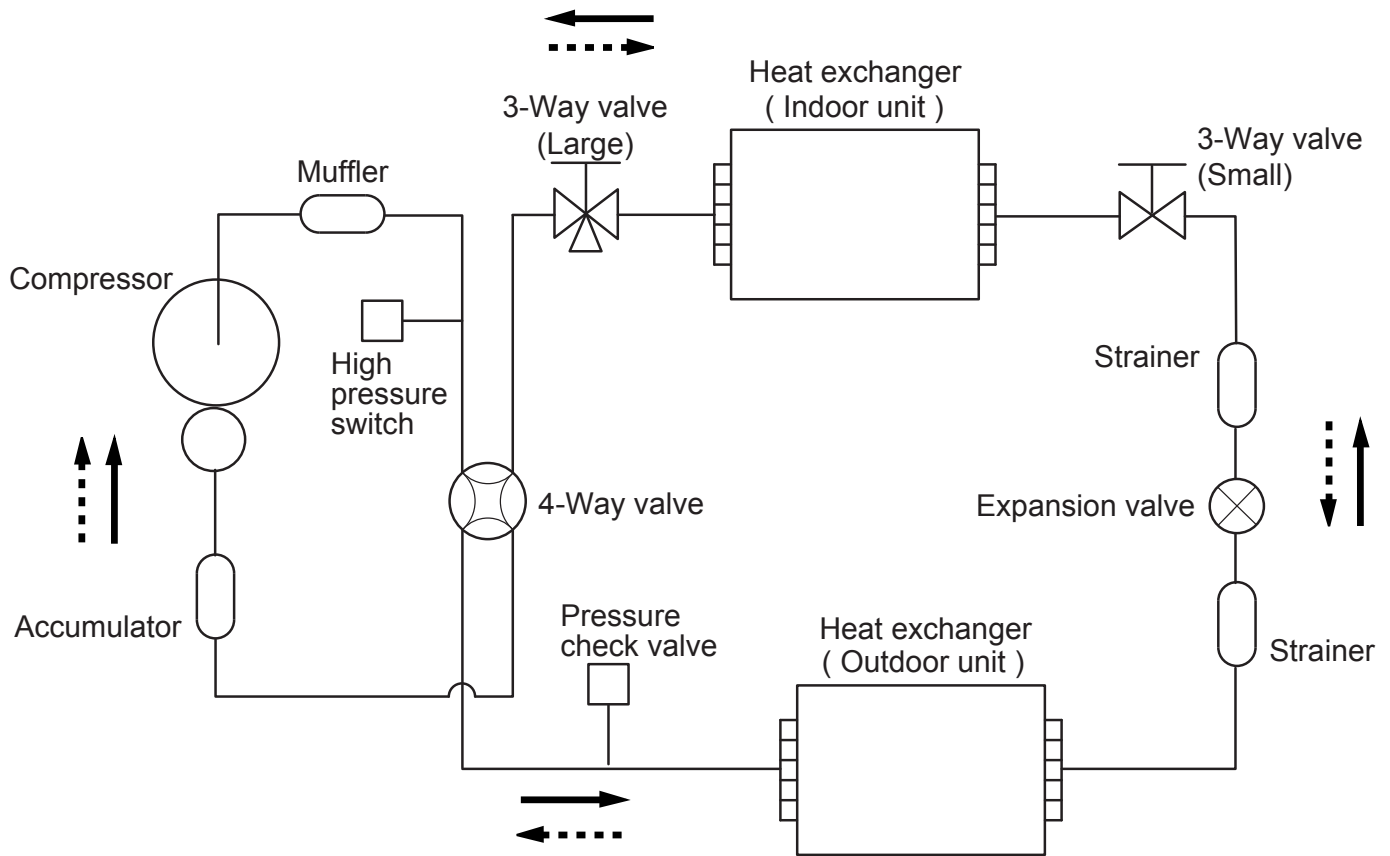 Heat exchanger
( Indoor unit )
3-Way valve
(Large)
3-Way valve
(Small)
Muffler
Compressor
High
pressure
switch
Strainer
4-Way valve
Expansion valve
Accumulator
Pressure
check valve
Heat exchanger
( Outdoor unit )
Strainer